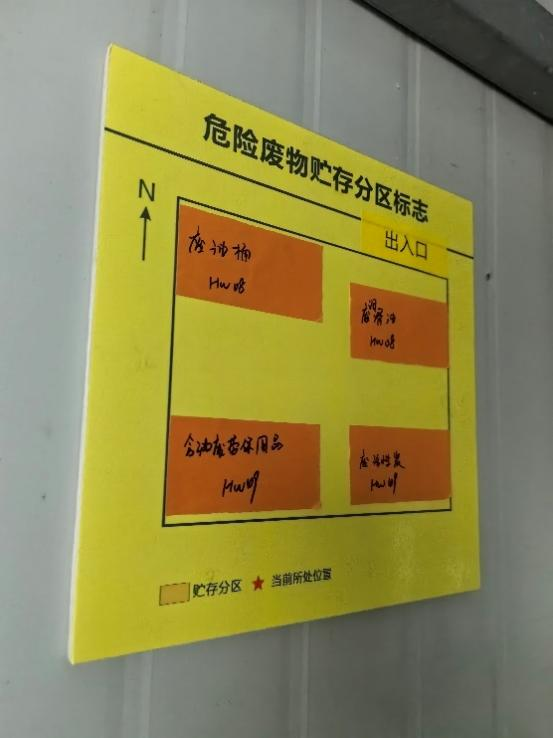 危险废物贮存分区标志
N
出入口
废油桶
HW08
废润滑油
HW08
含油废劳保用品
HW49
废活性炭
HW49
贮存分区
当前所处位置